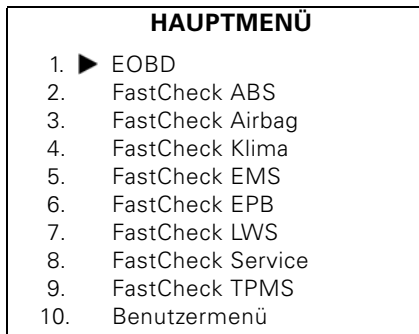 HAUPTMENÜ
1. ▶ EOBD
2. FastCheck ABS
3. FastCheck Airbag
4. FastCheck Klima
5. FastCheck EMS
6. FastCheck EPB
7. FastCheck LWS
8. FastCheck Service
9. FastCheck TPMS
10. Benutzermenü